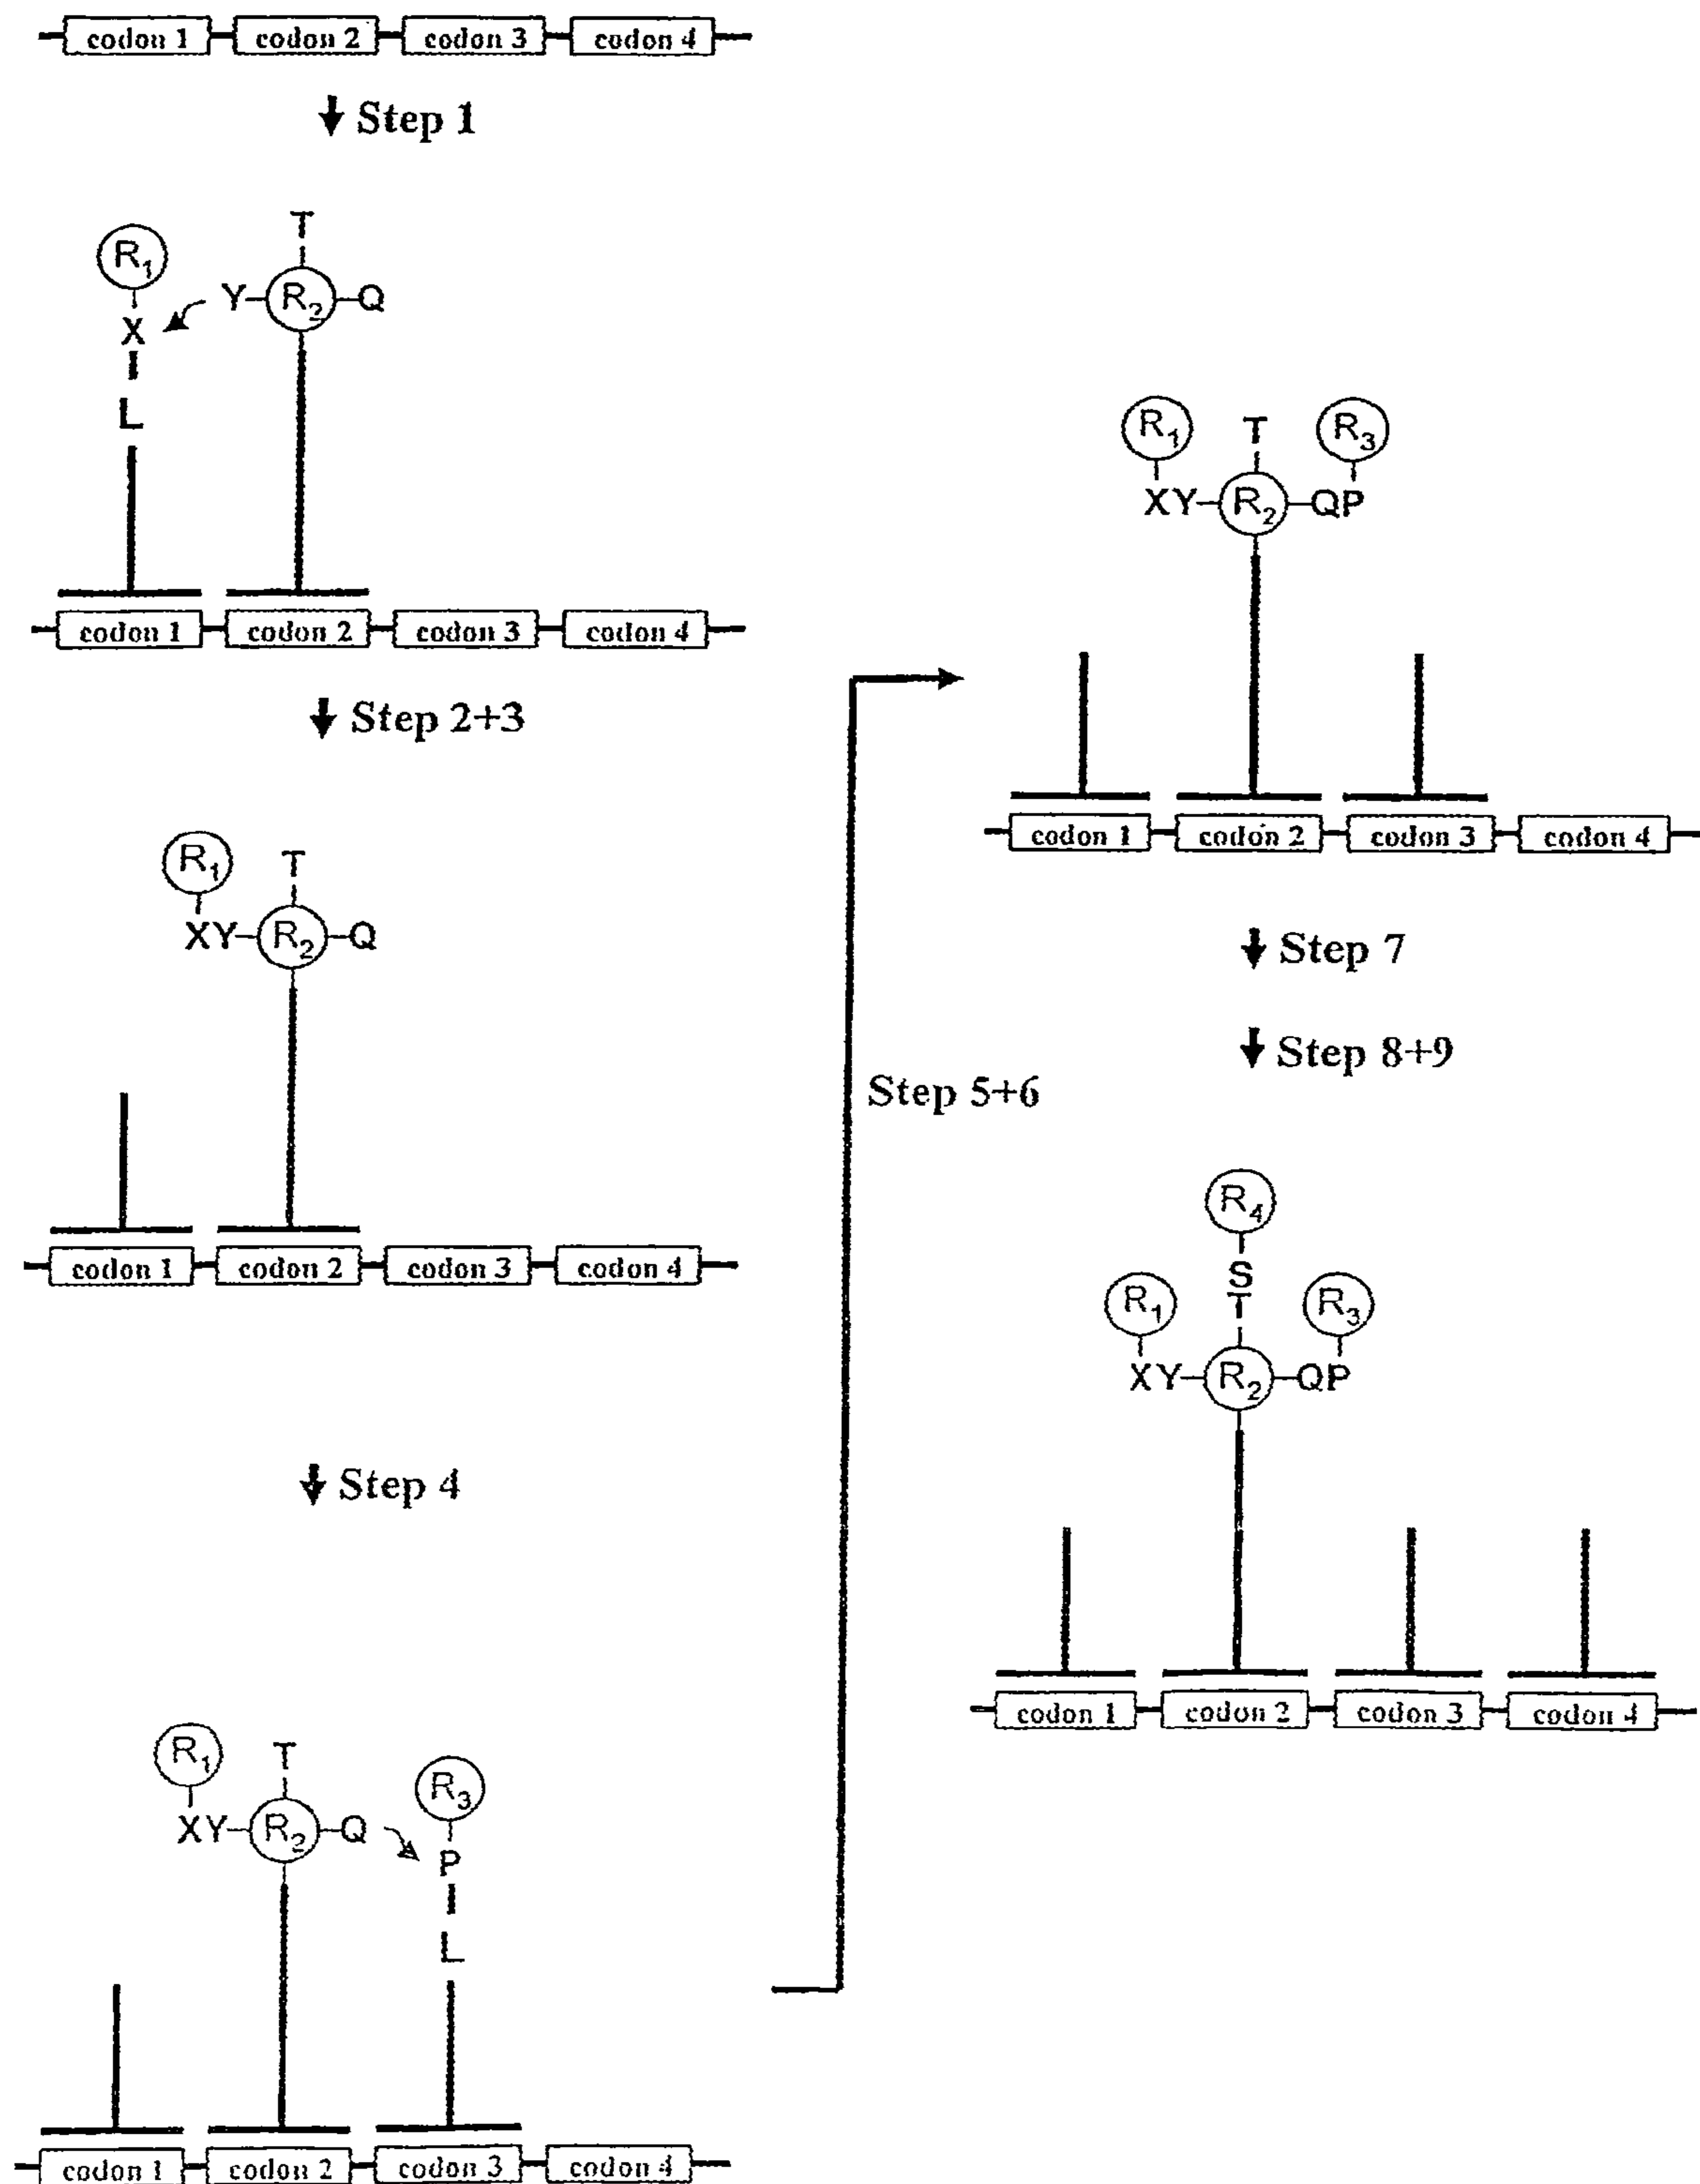 codon 1 codon 2 codon 3 codon 4
Step 1
T
R1
Y R2 Q
X
L
codon 1 codon 2 codon 3 codon 4
Step 2+3
R1 T
XY R2 Q
codon 1 codon 2 codon 3 codon 4
Step 4
R1 T R3
XY R2 Q
P
L
codon 1 codon 2 codon 3 codon 4
Step 5+6
R1 T R3
XY R2 QP
codon 1 codon 2 codon 3 codon 4
Step 7
Step 8+9
R4
S
R1 T R3
XY R2 QP
codon 1 codon 2 codon 3 codon 4